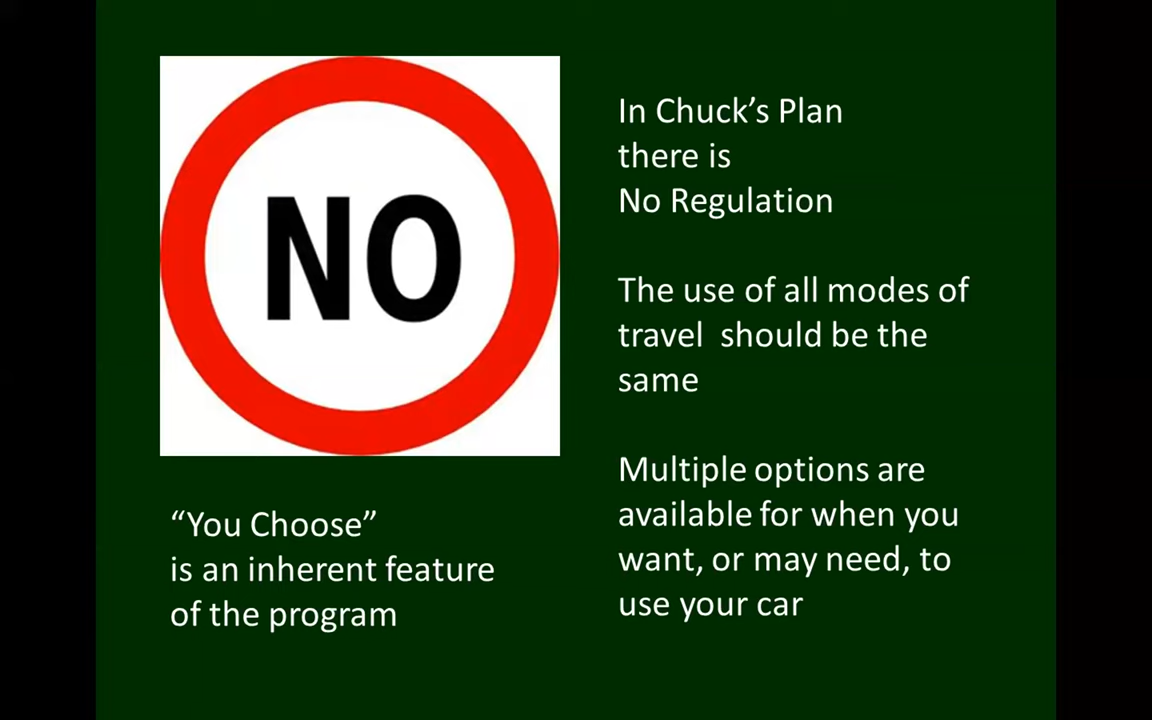 NO
"You Choose"
is an inherent feature
of the program
In Chuck's Plan
there is
No Regulation
The use of all modes of
travel  should be the
same
Multiple options are
available for when you
want, or may need, to
use your car